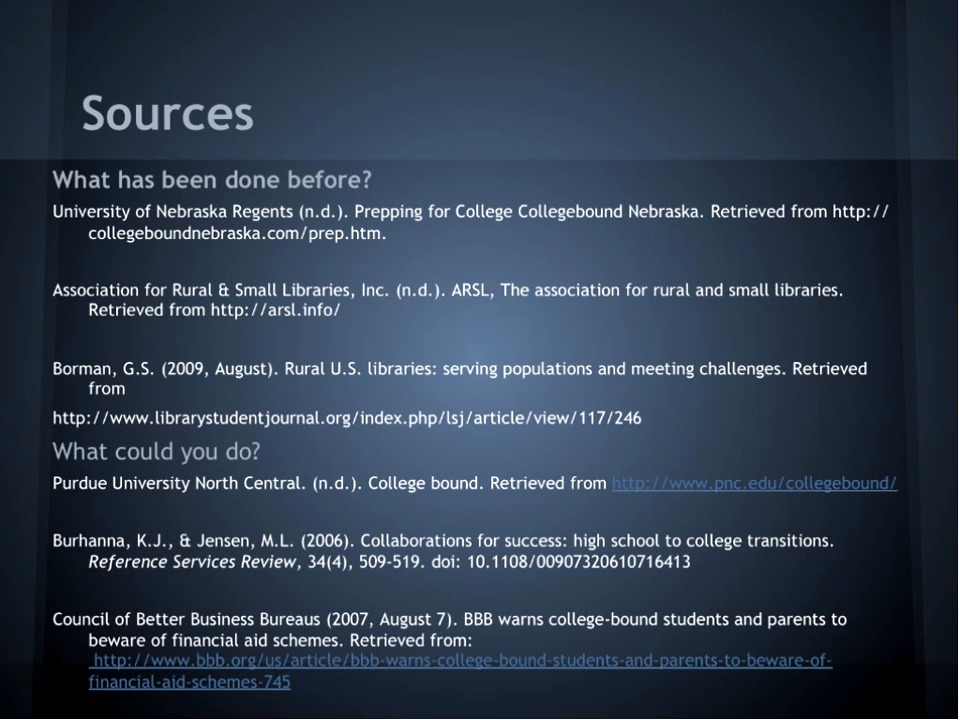 Sources
What has been done before?
University of Nebraska Regents (n.d.). Prepping for College Collegebound Nebraska. Retrieved from http://
collegeboundnebraska.com/prep.htm.
Association for Rural & Small Libraries, Inc. (n.d.). ARSL, The association for rural and small libraries.
Retrieved from http://arsl.info/
Borman, G.S. (2009, August). Rural U.S. libraries: serving populations and meeting challenges. Retrieved
from
http://www.librarystudentjournal.org/index.php/lsj/article/view/117/246
What could you do?
Purdue University North Central. (n.d.). College bound. Retrieved from http://www.pnc.edu/collegebound/
Burhanna, K.J., & Jensen, M.L. (2006). Collaborations for success: high school to college transitions.
Reference Services Review, 34(4), 509-519. doi: 10.1108/00907320610716413
Council of Better Business Bureaus (2007, August 7). BBB warns college-bound students and parents to
beware of financial aid schemes. Retrieved from:
http://www.bbb.org/us/article/bbb-warns-college-bound-students-and-parents-to-beware-of-
financial-aid-schemes-745